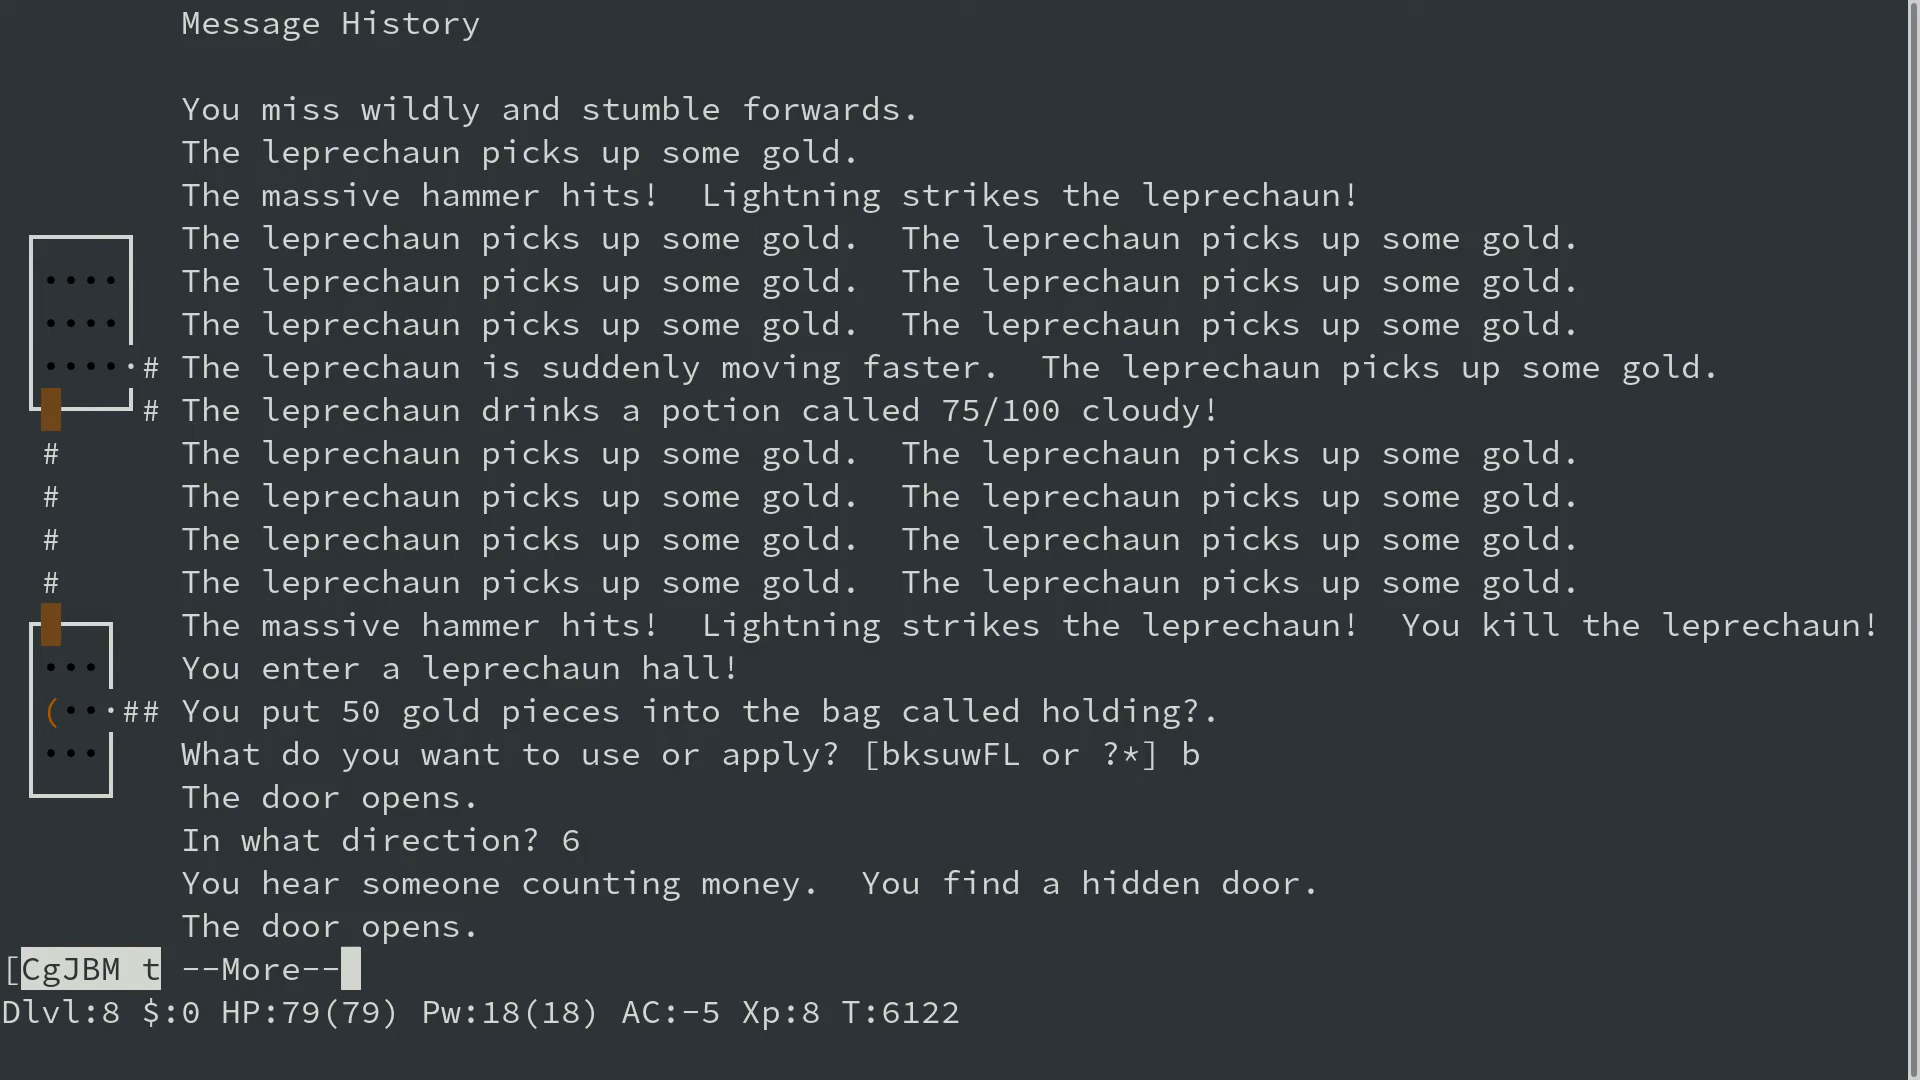 Message History
You miss wildly and stumble forwards.
The leprechaun picks up some gold.
The massive hammer hits!  Lightning strikes the leprechaun!
The leprechaun picks up some gold.  The leprechaun picks up some gold.
····  The leprechaun picks up some gold.  The leprechaun picks up some gold.
····  The leprechaun picks up some gold.  The leprechaun picks up some gold.
·····# The leprechaun is suddenly moving faster.  The leprechaun picks up some gold.
# The leprechaun drinks a potion called 75/100 cloudy!
#     The leprechaun picks up some gold.  The leprechaun picks up some gold.
#     The leprechaun picks up some gold.  The leprechaun picks up some gold.
#     The leprechaun picks up some gold.  The leprechaun picks up some gold.
#     The leprechaun picks up some gold.  The leprechaun picks up some gold.
The massive hammer hits!  Lightning strikes the leprechaun!  You kill the leprechaun!
···   You enter a leprechaun hall!
(···## You put 50 gold pieces into the bag called holding?.
···   What do you want to use or apply? [bksuwFL or ?*] b
The door opens.
In what direction? 6
You hear someone counting money.  You find a hidden door.
The door opens.
[CgJBM t --More--
Dlvl:8 $:0 HP:79(79) Pw:18(18) AC:-5 Xp:8 T:6122